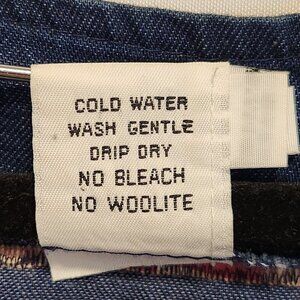 COLD WATER
WASH GENTLE
DRIP DRY
NO BLEACH
NO WOOLITE